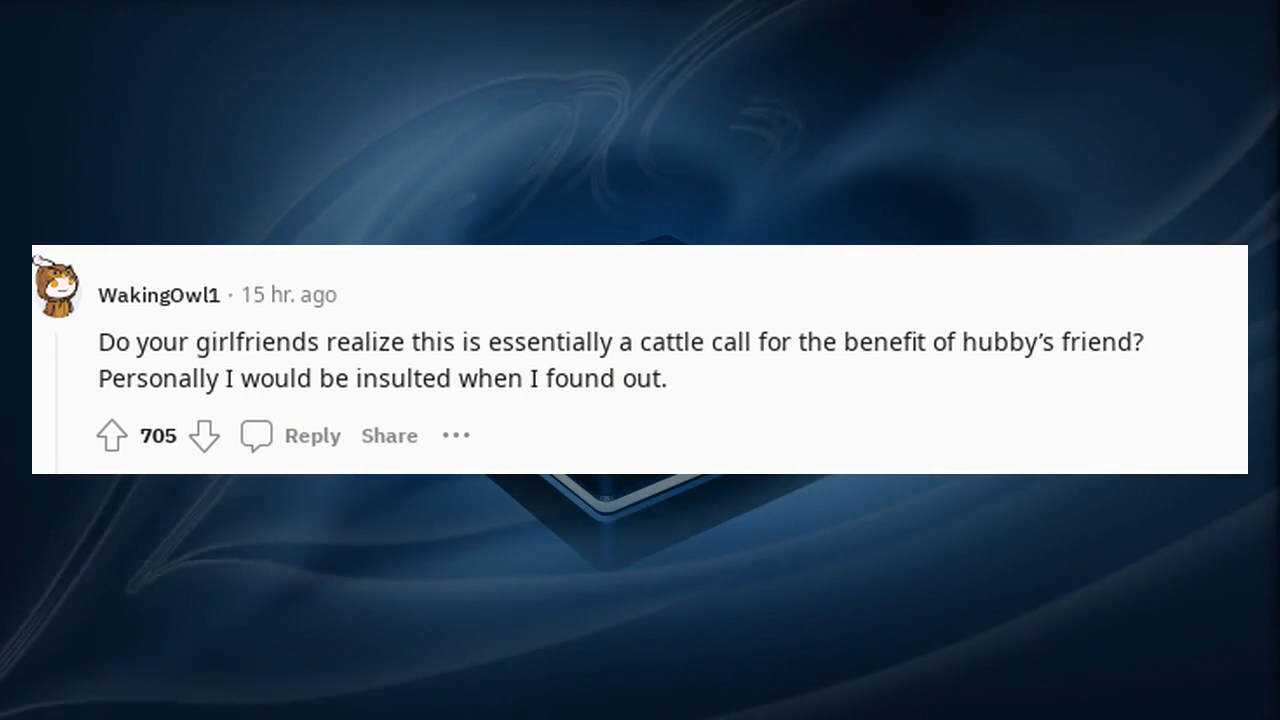 WakingOwl1 · 15 hr. ago
Do your girlfriends realize this is essentially a cattle call for the benefit of hubby’s friend?
Personally I would be insulted when I found out.
705 Reply Share •••